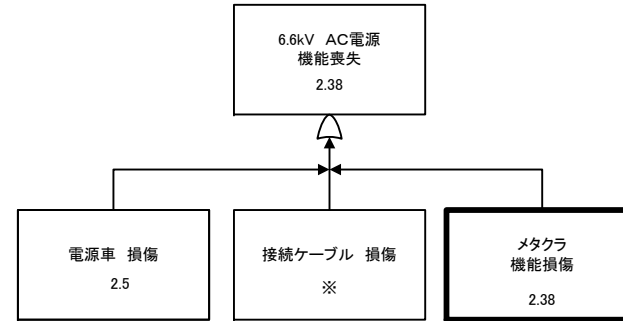 6.6kV AC電源
機能喪失
2.38
電源車 損傷
2.5
接続ケーブル 損傷
※
メタクラ
機能損傷
2.38